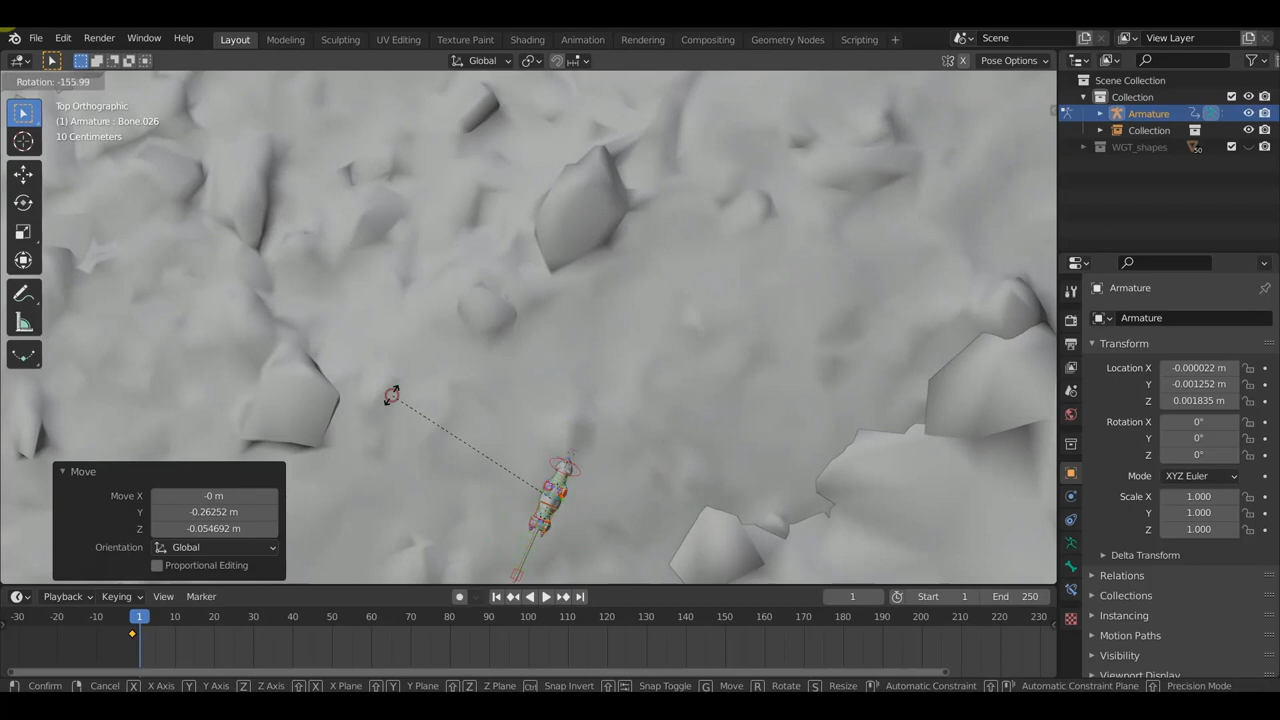 File Edit Render Window Help Layout Modeling Sculpting UV Editing Texture Paint Shading Animation Rendering Compositing Geometry Nodes Scripting + Scene View Layer
Global X Pose Options
Rotation: -155.99
Top Orthographic
(1) Armature : Bone.026
10 Centimeters
Scene Collection
Collection
Armature
Collection
WGT_shapes 50
Armature
Armature
Transform
Location X -0.000022 m
Y -0.001252 m
Z 0.001835 m
Rotation X 0°
Y 0°
Z 0°
Mode XYZ Euler
Scale X 1.000
Y 1.000
Z 1.000
Delta Transform
Relations
Collections
Instancing
Motion Paths
Visibility
Viewport Display
Move
Move X -0 m
Y -0.26252 m
Z -0.054692 m
Orientation Global
Proportional Editing
Playback Keying View Marker 1 Start 1 End 250
-30 -20 -10 1 10 20 30 40 50 60 70 80 90 100 110 120 130 140 150 160 170 180 190 200 210 220 230
Confirm Cancel X X Axis Y Y Axis Z Z Axis X X Plane Y Y Plane Z Z Plane Ctrl Snap Invert Snap Toggle G Move R Rotate S Resize Automatic Constraint Automatic Constraint Plane Precision Mode